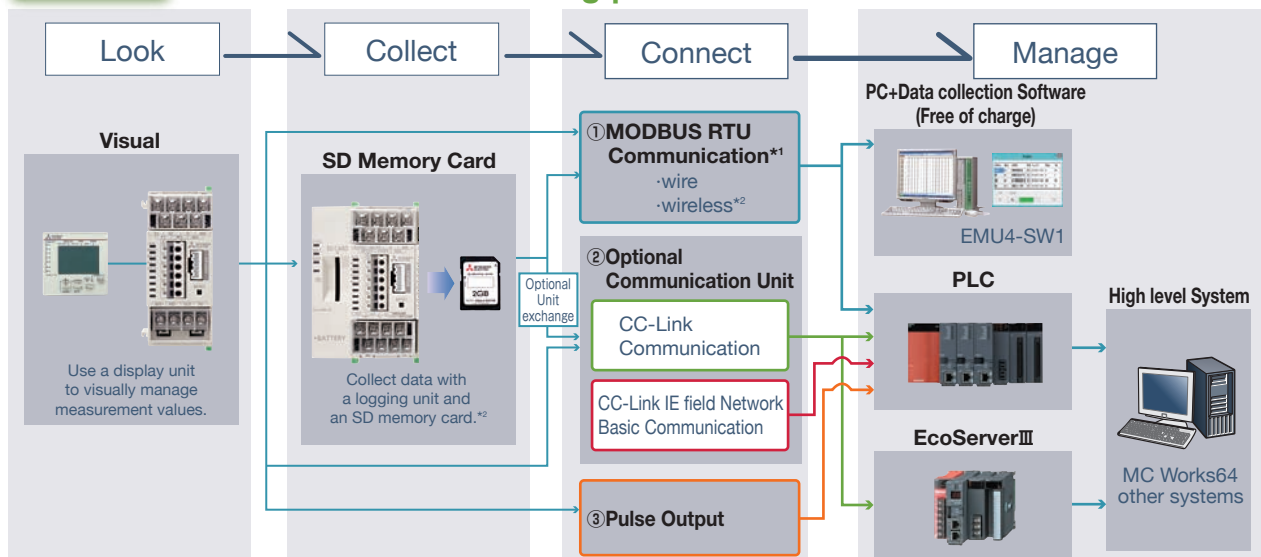 Look
Collect
Connect
Manage
Visual
Use a display unit
to visually manage
measurement values.
SD Memory Card
SD CARD
2GB
•BATTERY
Collect data with
a logging unit and
an SD memory card.*2
①MODBUS RTU
Communication*1
·wire
·wireless*2
Optional
Unit
exchange
②Optional
Communication Unit
CC-Link
Communication
CC-Link IE field Network
Basic Communication
③Pulse Output
PC+Data collection Software
(Free of charge)
EMU4-SW1
PLC
EcoServerⅢ
High level System
MC Works64
other systems